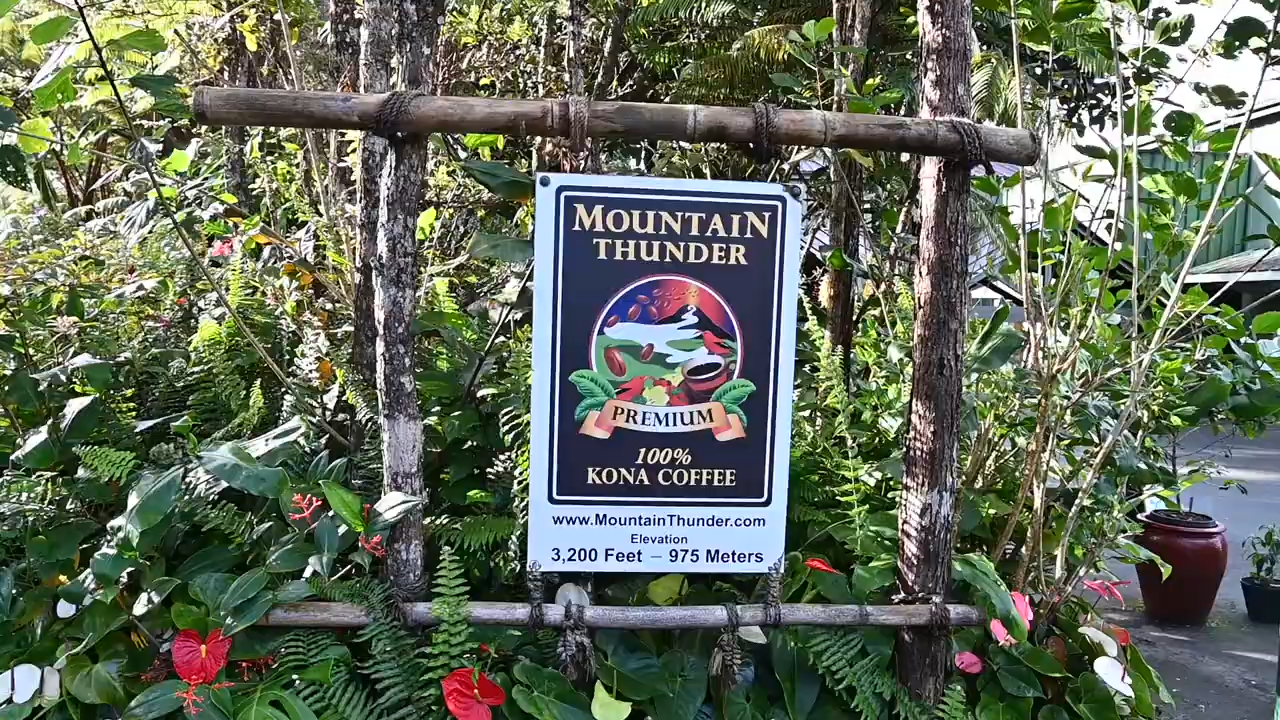 MOUNTAIN
THUNDER
PREMIUM
100%
KONA COFFEE
www.MountainThunder.com
Elevation
3,200 Feet – 975 Meters